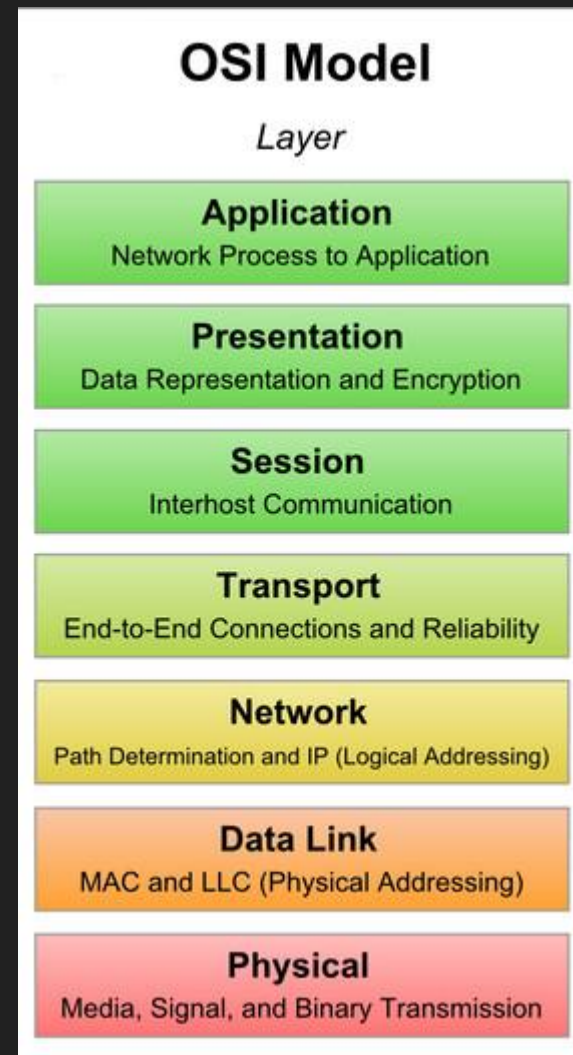 OSI Model
Layer
Application
Network Process to Application
Presentation
Data Representation and Encryption
Session
Interhost Communication
Transport
End-to-End Connections and Reliability
Network
Path Determination and IP (Logical Addressing)
Data Link
MAC and LLC (Physical Addressing)
Physical
Media, Signal, and Binary Transmission